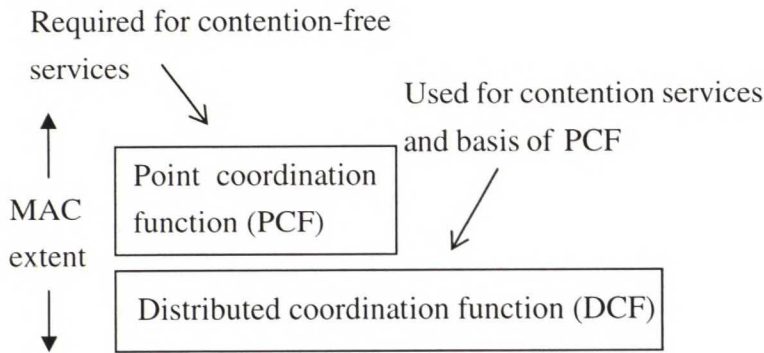 Required for contention-free
services
Used for contention services
and basis of PCF
Point coordination
function (PCF)
MAC
extent
Distributed coordination function (DCF)